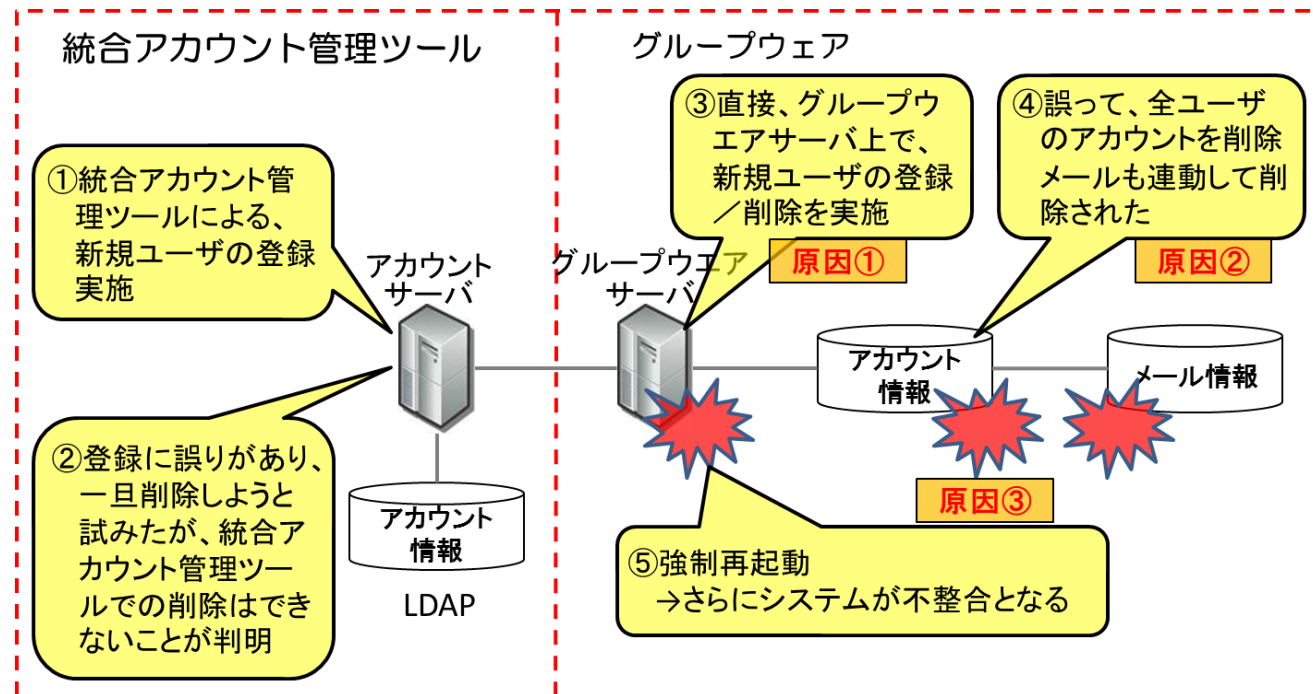 統合アカウント管理ツール
①統合アカウント管
理ツールによる、
新規ユーザの登録
実施
アカウント
サーバ
②登録に誤りがあり、
一旦削除しようと
試みたが、統合ア
カウント管理ツー
ルでの削除はでき
ないことが判明
アカウント
情報
LDAP
グループウェア
③直接、グループウ
エアサーバ上で、
新規ユーザの登録
／削除を実施
原因①
④誤って、全ユーザ
のアカウントを削除
メールも連動して削
除された
原因②
グループウエア
サーバ
アカウント
情報
メール情報
原因③
⑤強制再起動
→さらにシステムが不整合となる